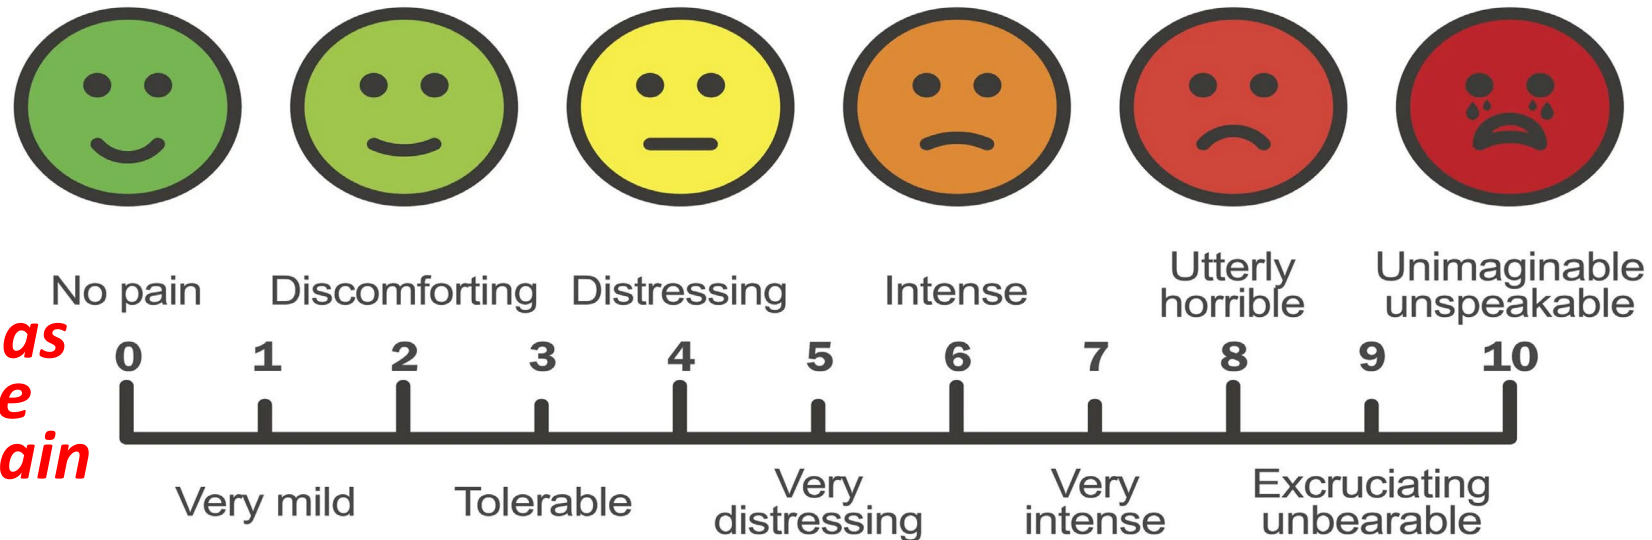 No pain Discomforting Distressing Intense Utterly horrible Unimaginable unspeakable
as
0 1 2 3 4 5 6 7 8 9 10
e
ain
Very mild Tolerable Very distressing Very intense Excruciating unbearable